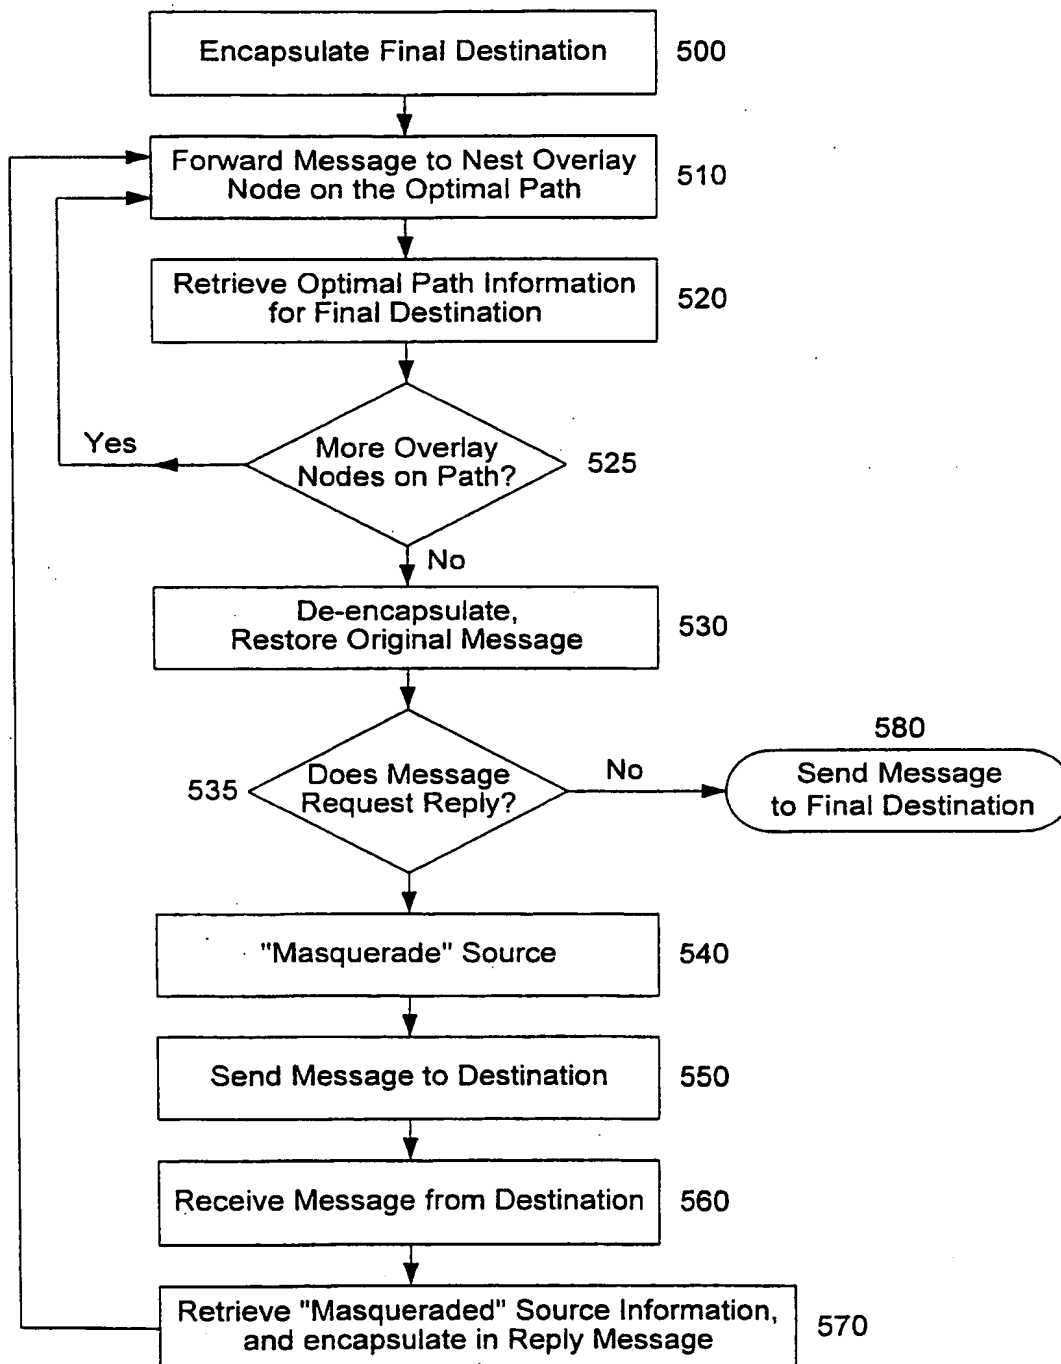 Encapsulate Final Destination
500
Forward Message to Nest Overlay
Node on the Optimal Path
510
Retrieve Optimal Path Information
for Final Destination
520
Yes
More Overlay
Nodes on Path?
525
No
De-encapsulate,
Restore Original Message
530
580
535
Does Message
Request Reply?
No
Send Message
to Final Destination
"Masquerade" Source
540
Send Message to Destination
550
Receive Message from Destination
560
Retrieve "Masqueraded" Source Information,
and encapsulate in Reply Message
570